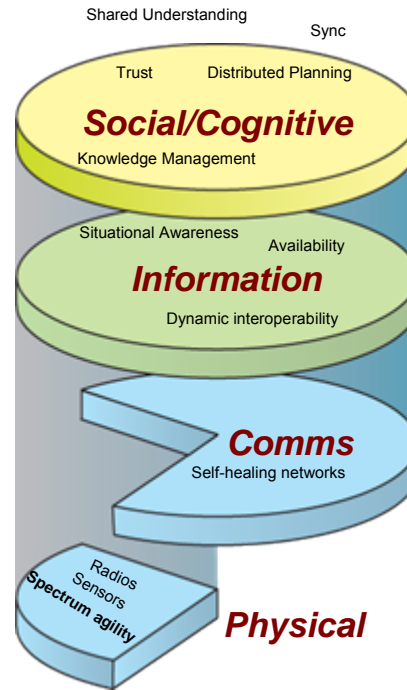 Shared Understanding
Sync
Trust
Distributed Planning
Social/Cognitive
Knowledge Management
Situational Awareness
Availability
Information
Dynamic interoperability
Comms
Self-healing networks
Radios
Sensors
Spectrum agility
Physical